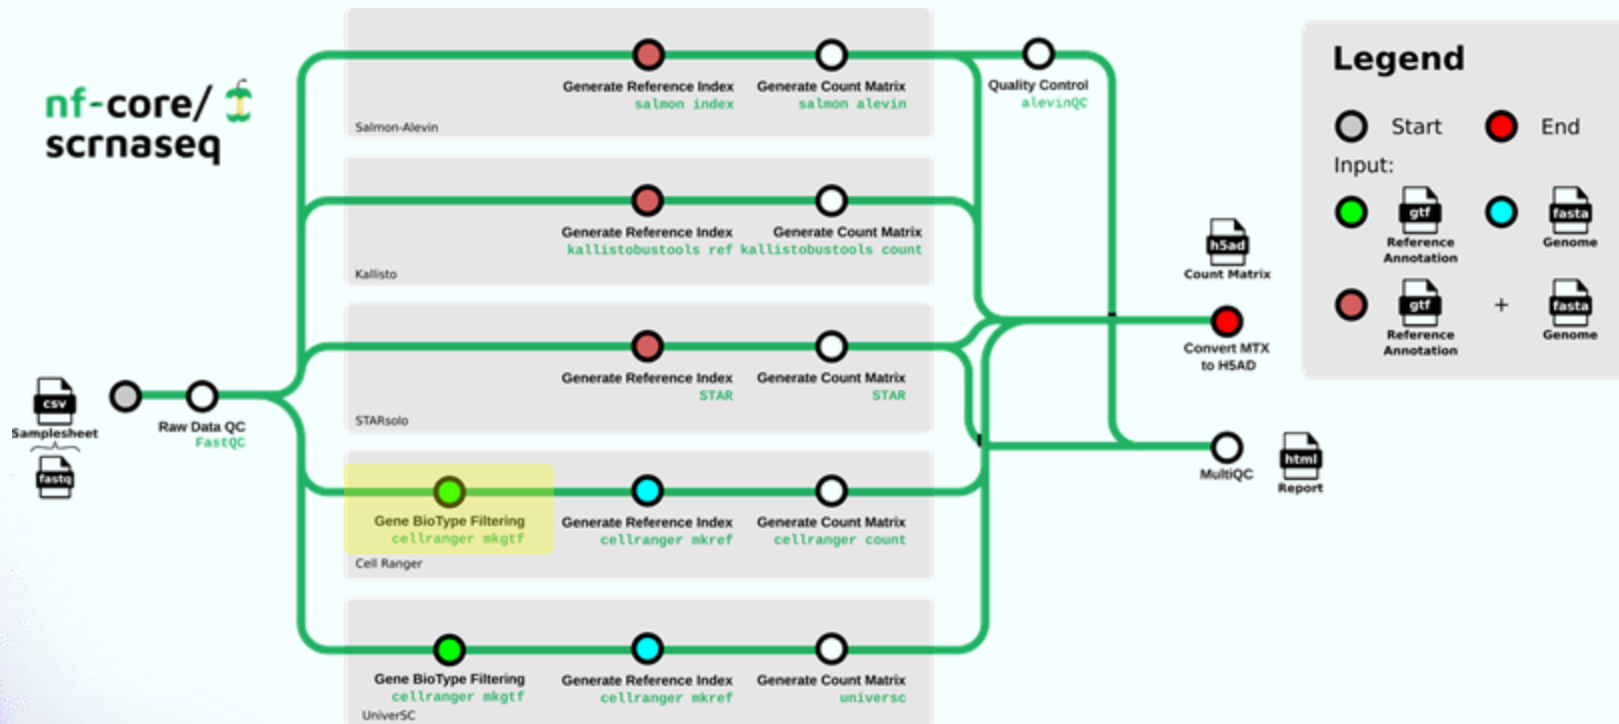 nf-core/
scrnaseq
Generate Reference Index
salmon index
Generate Count Matrix
salmon alevin
Salmon-Alevin
Quality Control
alevinQC
Generate Reference Index
kallistobustools ref
Generate Count Matrix
kallistobustools count
Kallisto
Generate Reference Index
STAR
Generate Count Matrix
STAR
STARsolo
csv
Samplesheet
fastq
Raw Data QC
FastQC
Gene BioType Filtering
cellranger mkgtf
Generate Reference Index
cellranger mkref
Generate Count Matrix
cellranger count
Cell Ranger
Gene BioType Filtering
cellranger mkgtf
Generate Reference Index
cellranger mkref
Generate Count Matrix
universc
UniverSC
h5ad
Count Matrix
Convert MTX
to H5AD
MultiQC
html
Report
Legend
Start
End
Input:
gtf
Reference
Annotation
fasta
Genome
gtf
Reference
Annotation
+
fasta
Genome